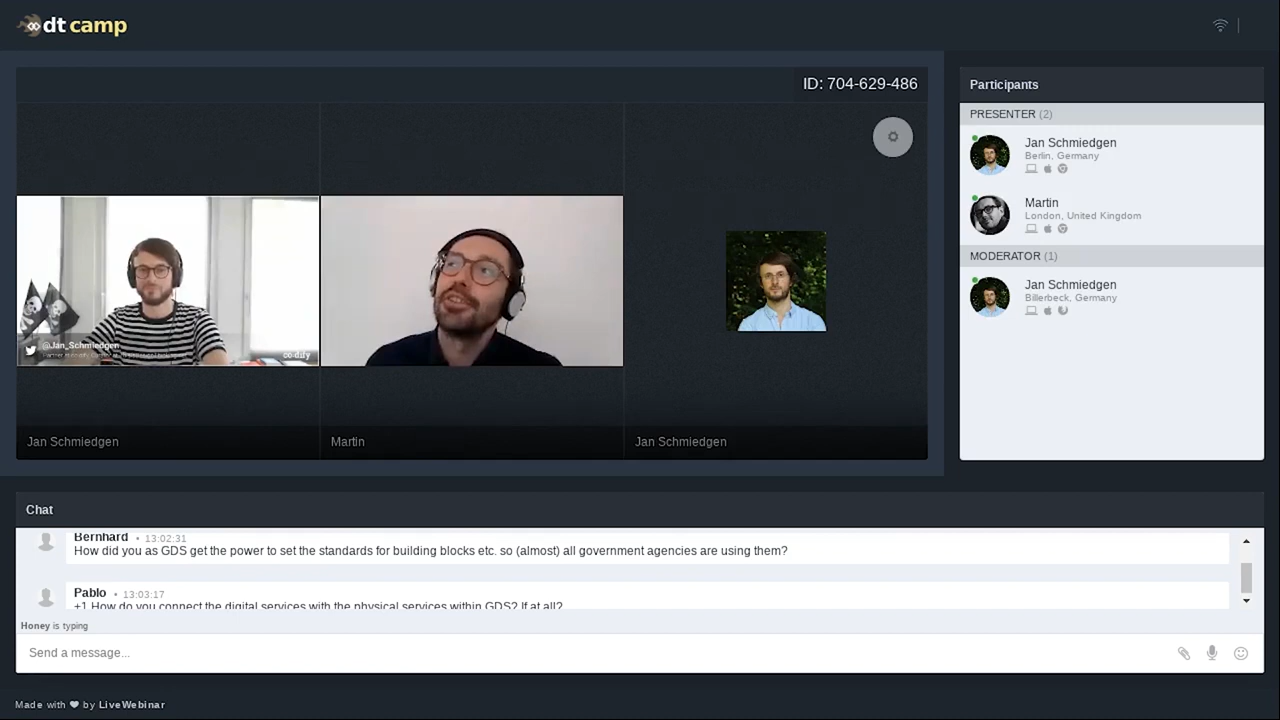 dt camp
ID: 704-629-486
@Jan_Schmiedgen
co:dify
Jan Schmiedgen
Martin
Jan Schmiedgen
Participants
PRESENTER (2)
Jan Schmiedgen
Berlin, Germany
Martin
London, United Kingdom
MODERATOR (1)
Jan Schmiedgen
Billerbeck, Germany
Chat
Bernhard • 13:02:31
How did you as GDS get the power to set the standards for building blocks etc. so (almost) all government agencies are using them?
Pablo • 13:03:17
+1 How do you connect the digital services with the physical services within GDS? If at all?
Honey is typing
Send a message...
Made with ❤ by LiveWebinar